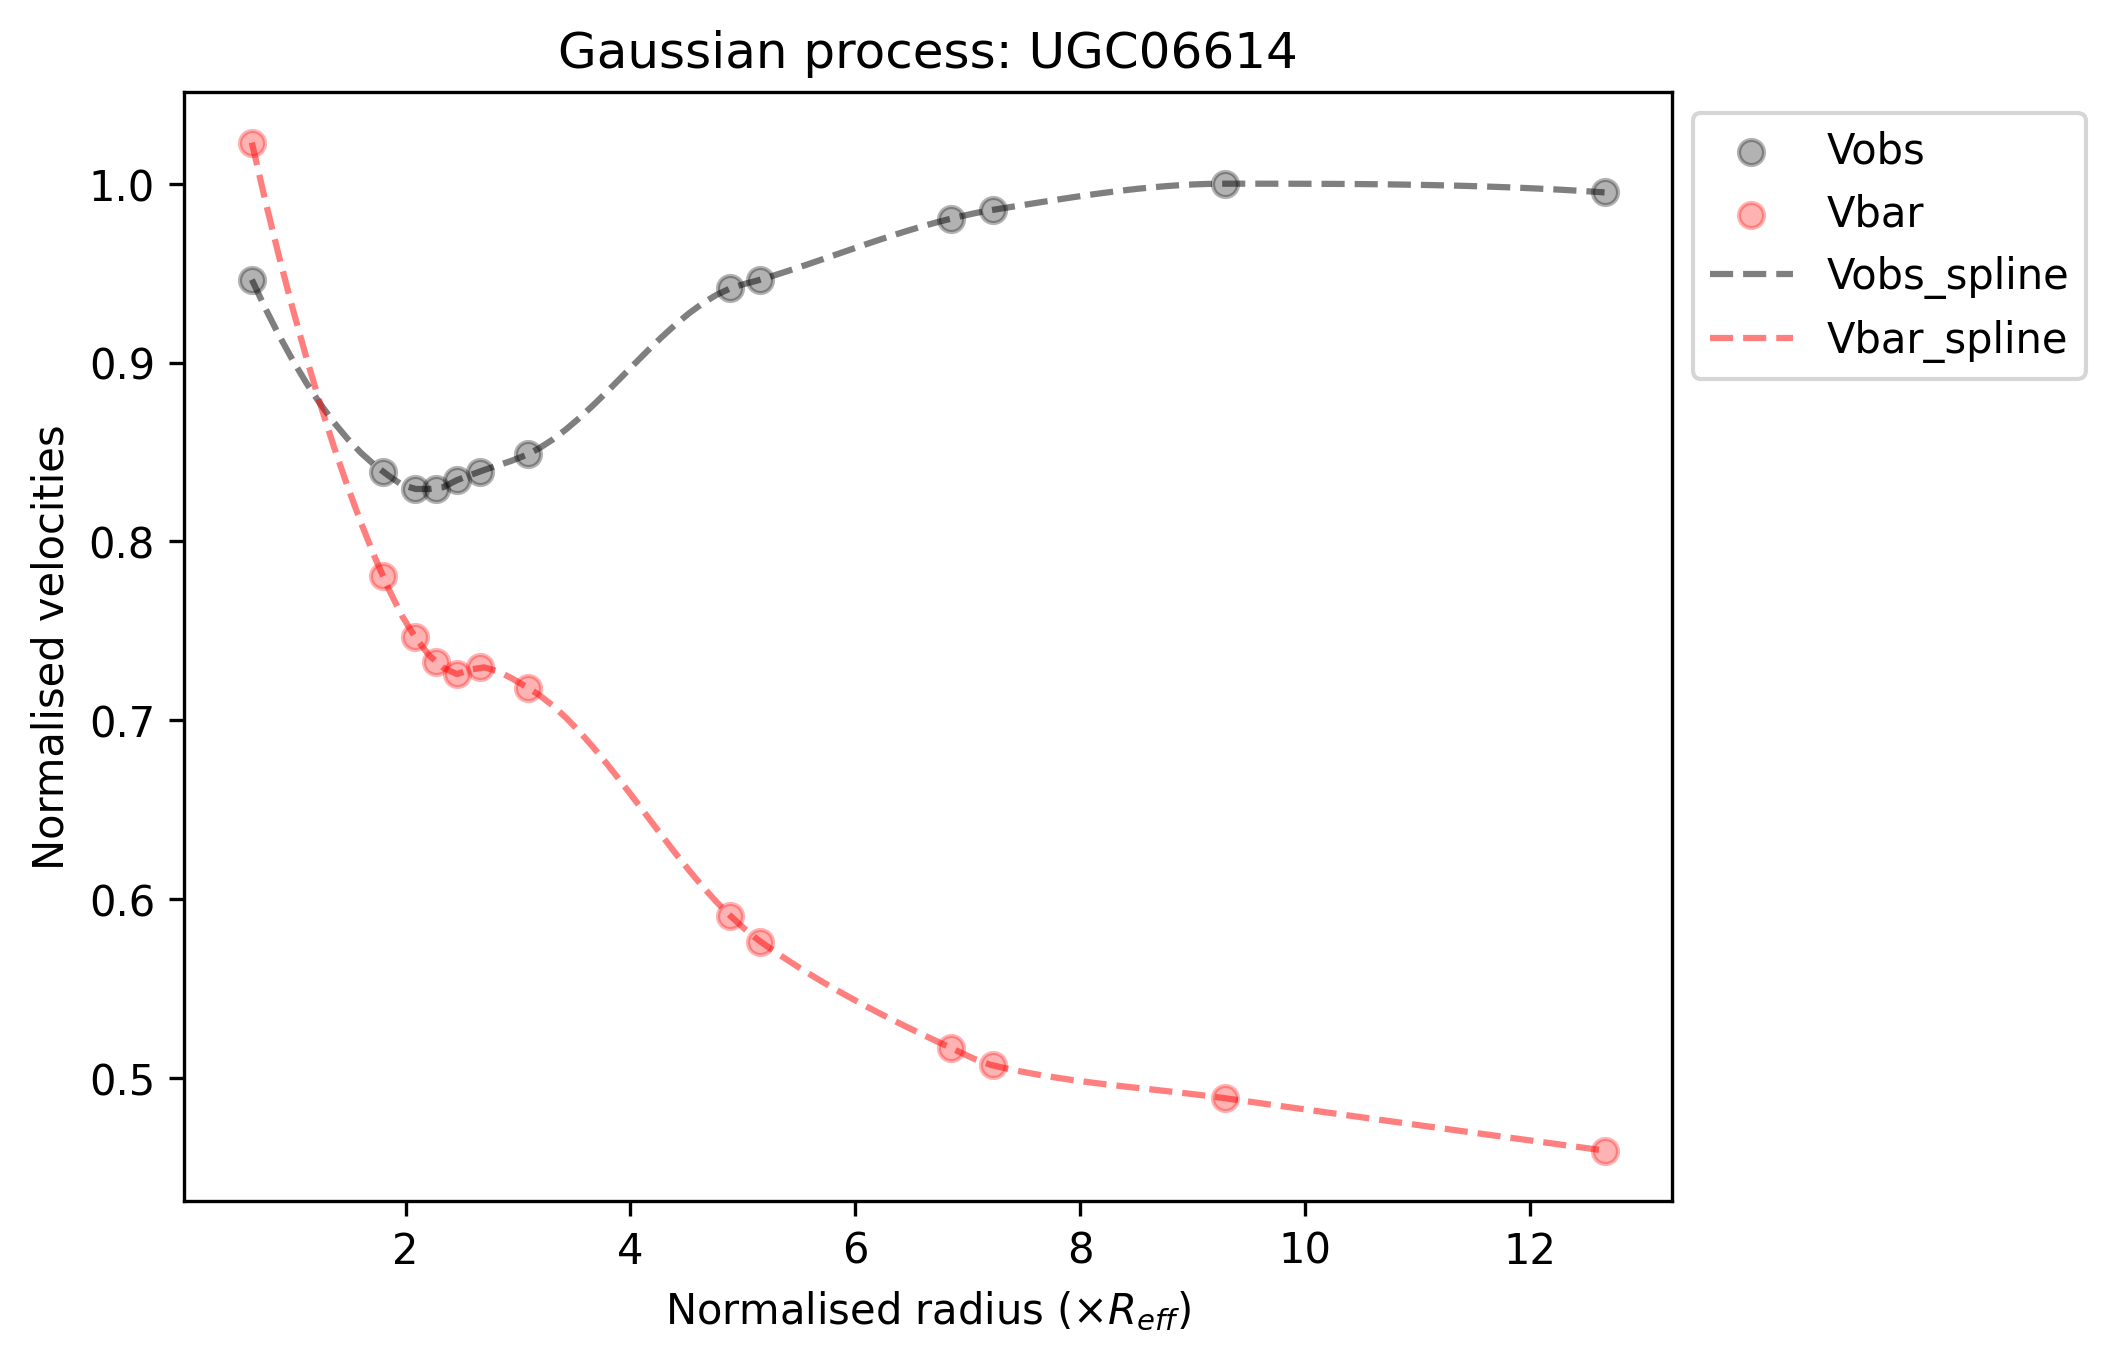 Gaussian process: UGC06614
Normalised velocities
1.0
0.9
0.8
0.7
0.6
0.5
2 4 6 8 10 12
Normalised radius (×R_eff)
Vobs
Vbar
Vobs_spline
Vbar_spline